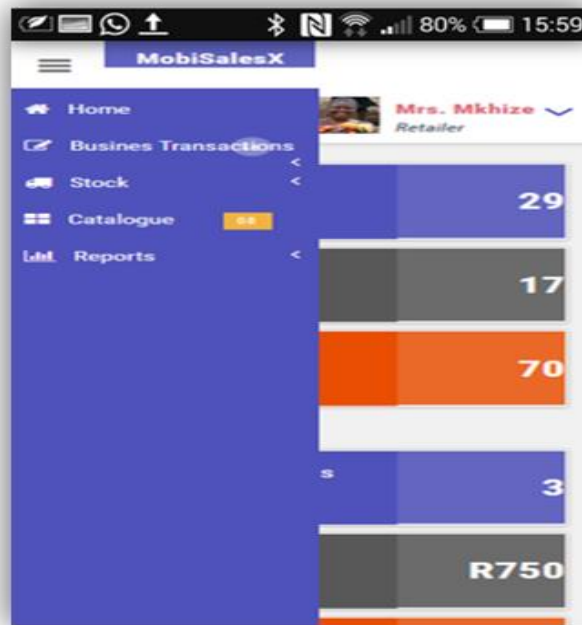 80% 15:59
MobiSalesX
Home
Mrs. Mkhize
Retailer
Busines Transactions
<
Stock <
29
Catalogue
Reports <
17
70
s
3
R750